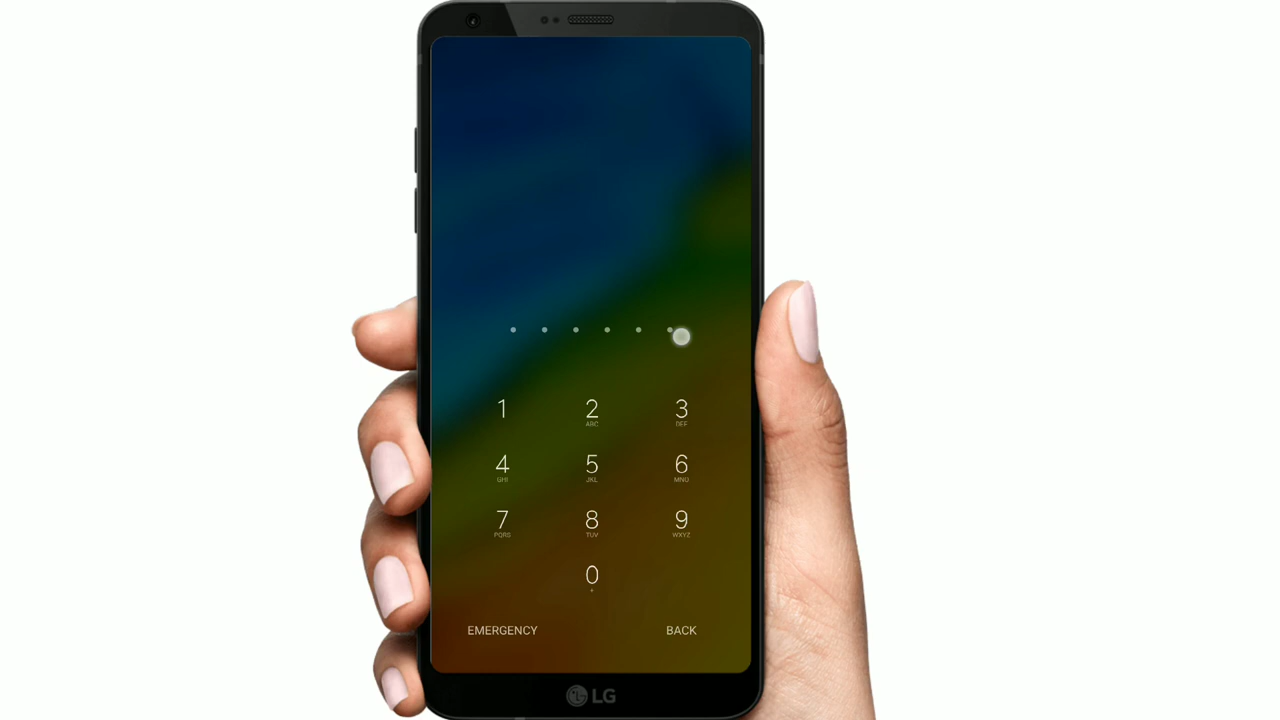 1 2 3
ABC DEF
4 5 6
GHI JKL MNO
7 8 9
PQRS TUV WXYZ
0
+
EMERGENCY BACK
LG LG